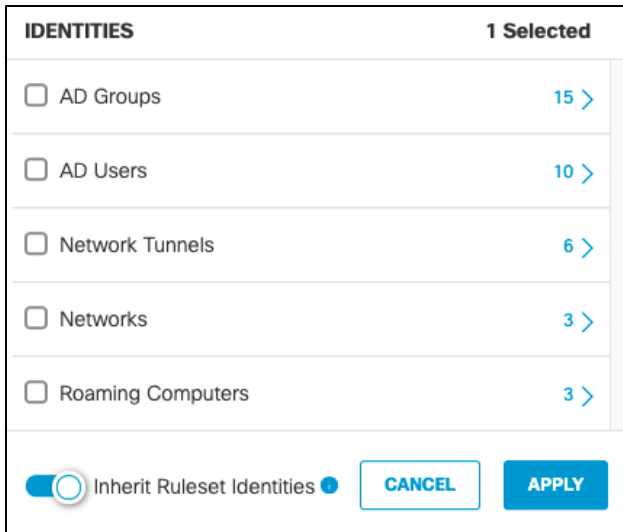 IDENTITIES 1 Selected
AD Groups 15
AD Users 10
Network Tunnels 6
Networks 3
Roaming Computers 3
Inherit Ruleset Identities CANCEL APPLY